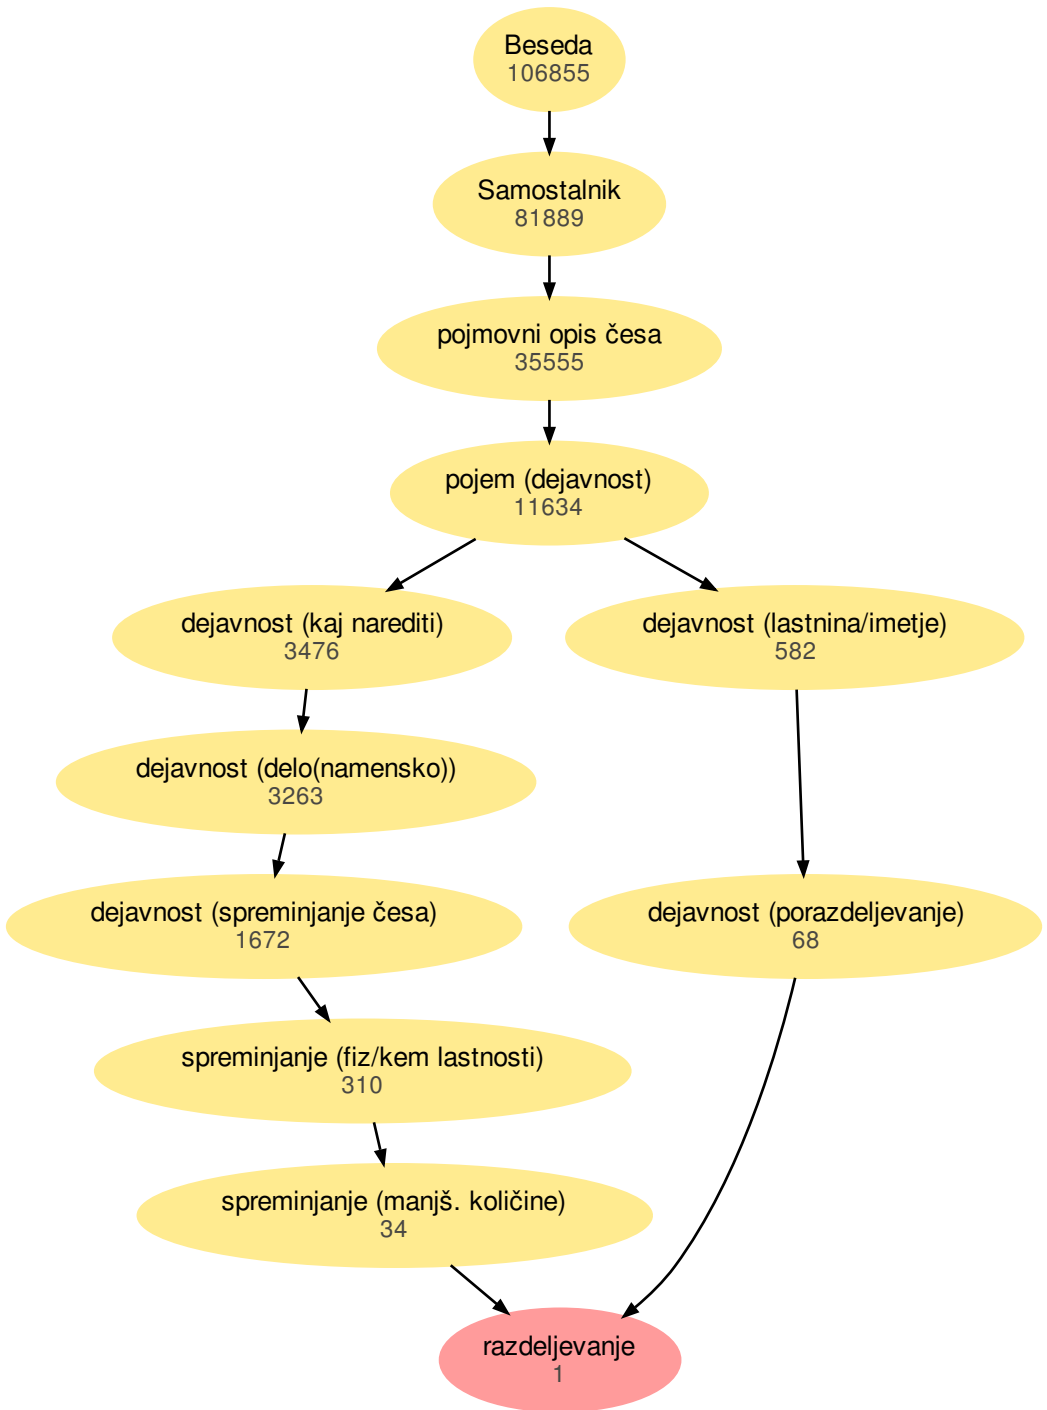 Beseda
106855
Samostalnik
81889
pojmovni opis česa
35555
pojem (dejavnost)
11634
dejavnost (kaj narediti)
3476
dejavnost (lastnina/imetje)
582
dejavnost (delo(namensko))
3263
dejavnost (spreminjanje česa)
1672
dejavnost (porazdeljevanje)
68
spreminjanje (fiz/kem lastnosti)
310
spreminjanje (manjš. količine)
34
razdeljevanje
1